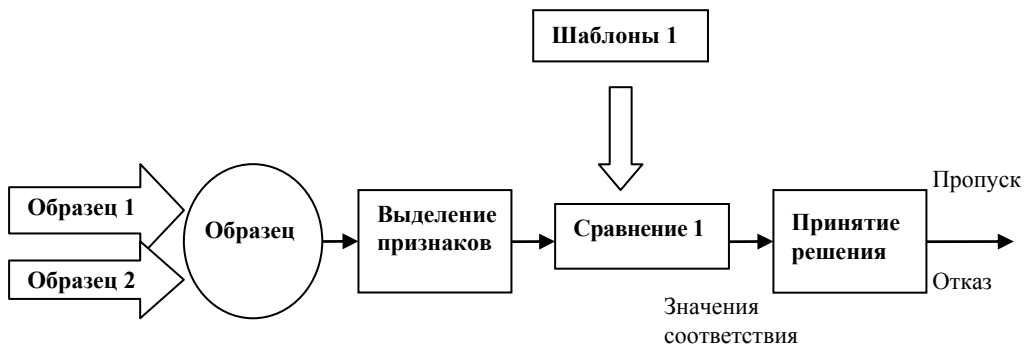 Шаблоны 1
Образец 1
Образец 2
Образец
Выделение
признаков
Сравнение 1
Значения
соответствия
Принятие
решения
Пропуск
Отказ